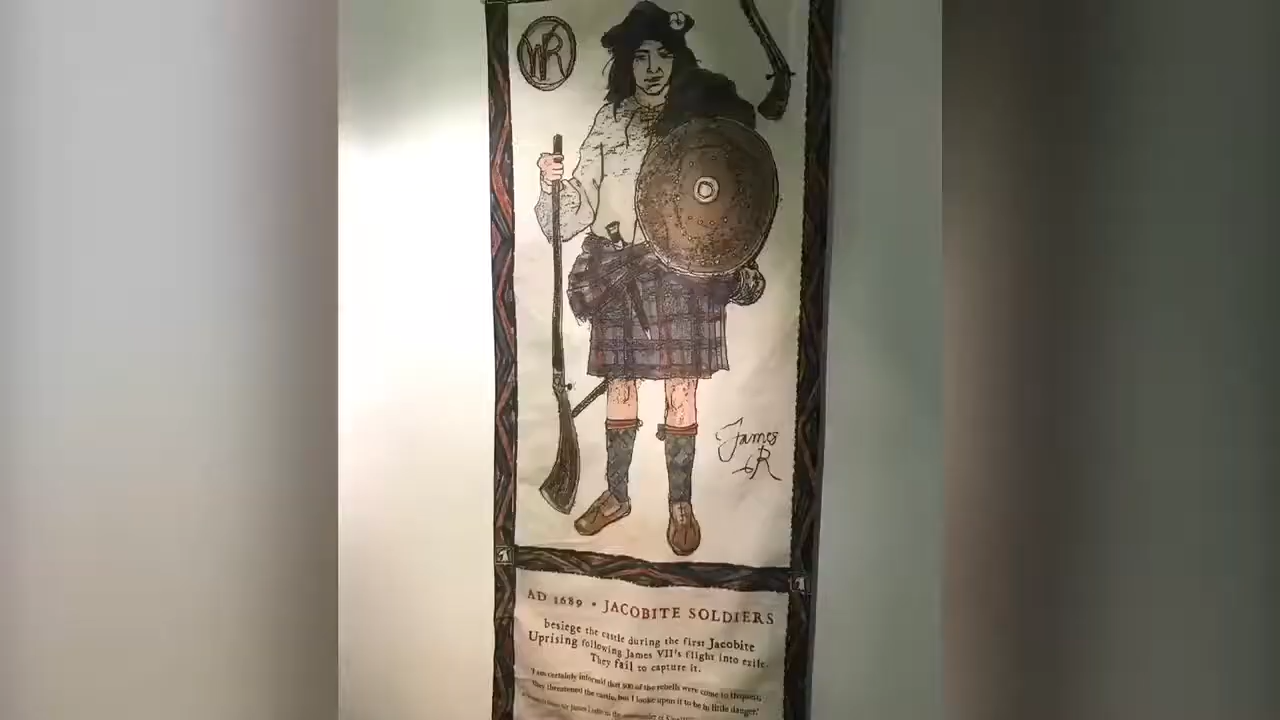 WR
James
R
AD 1689 • JACOBITE SOLDIERS
besiege the castle during the first Jacobite
Uprising following James VII's flight into exile.
They fail to capture it.
'I am certainly informed that 500 of the rebells were come to
they threatened the castle, but I looke upon it to be in little danger.'